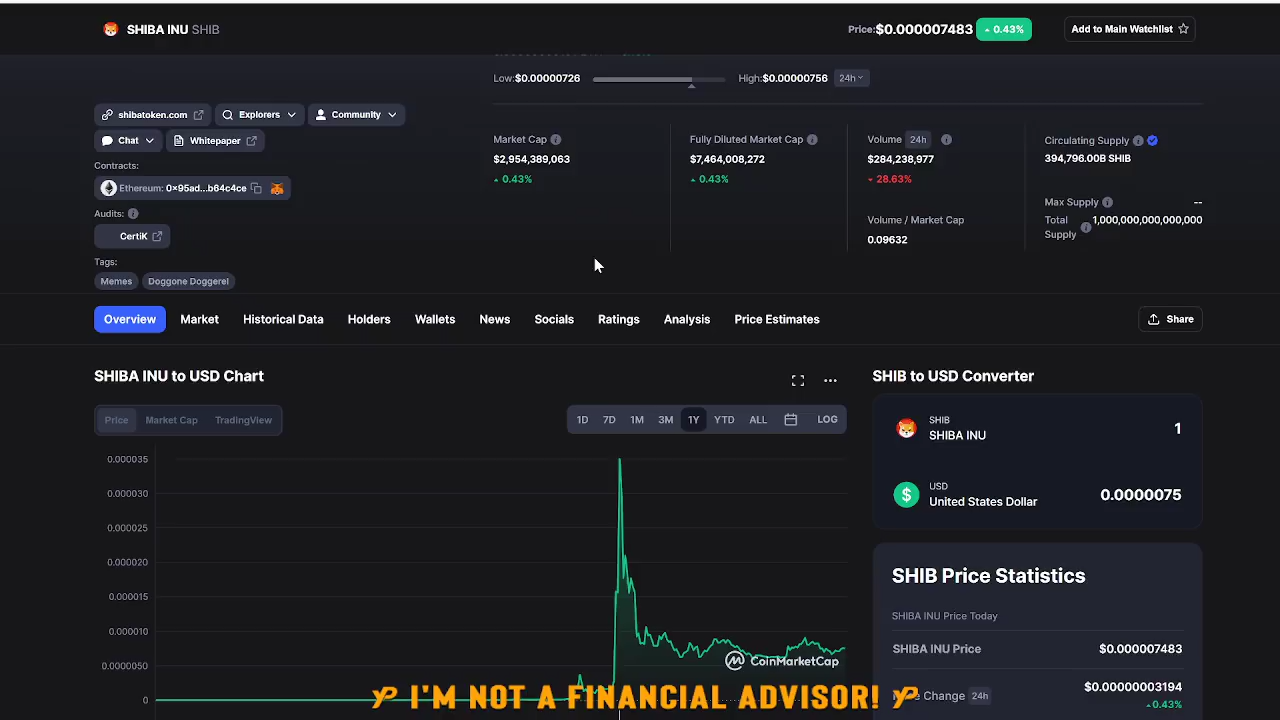 SHIBA INU SHIB
Price:$0.000007483 0.43%
Add to Main Watchlist
Low:$0.00000726 High:$0.00000756 24h
shibatoken.com Explorers Community
Chat Whitepaper
Contracts:
Ethereum: 0x95ad...b64c4ce
Audits:
CertiK
Tags:
Memes Doggone Doggerel
Market Cap
$2,954,389,063
0.43%
Fully Diluted Market Cap
$7,464,008,272
0.43%
Volume 24h
$284,238,977
28.63%
Volume / Market Cap
0.09632
Circulating Supply
394,796.00B SHIB
Max Supply --
Total Supply 1,000,000,000,000,000
Overview Market Historical Data Holders Wallets News Socials Ratings Analysis Price Estimates
Share
SHIBA INU to USD Chart
Price Market Cap TradingView
1D 7D 1M 3M 1Y YTD ALL LOG
0.000035
0.000030
0.000025
0.000020
0.000015
0.000010
0.0000050
0
CoinMarketCap
SHIB to USD Converter
SHIB
SHIBA INU
1
USD
United States Dollar
0.0000075
SHIB Price Statistics
SHIBA INU Price Today
SHIBA INU Price $0.000007483
Change 24h $0.00000003194
0.43%
I'M NOT A FINANCIAL ADVISOR!